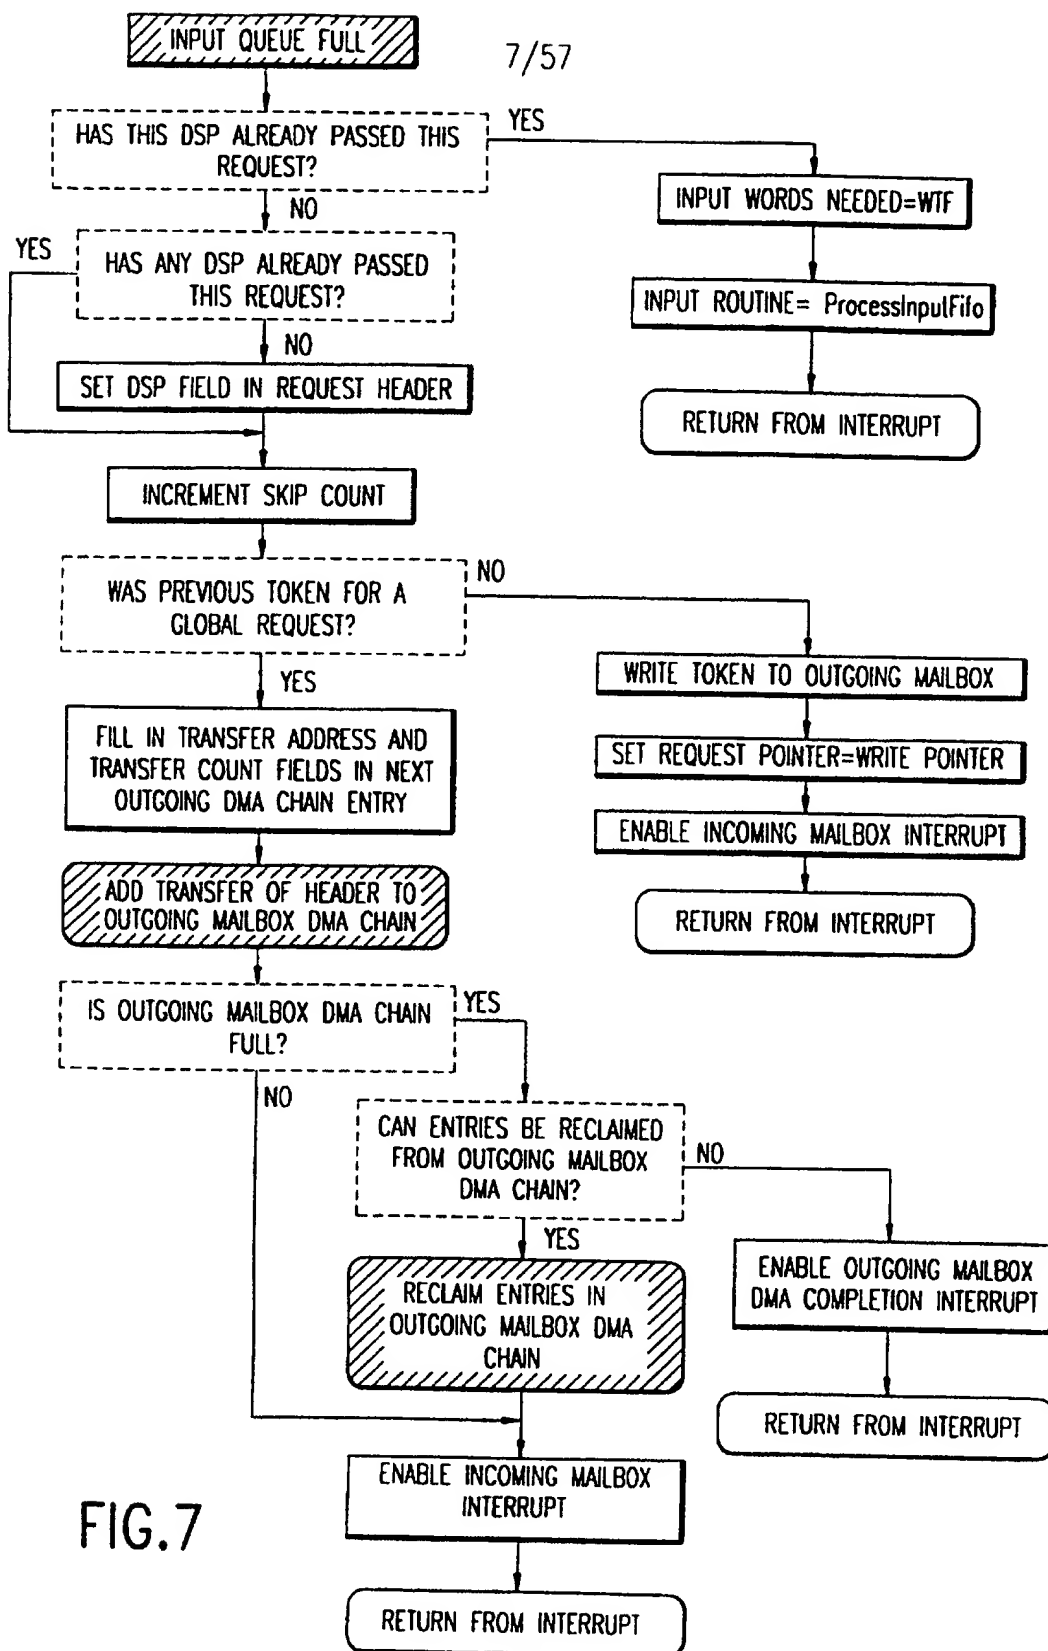 INPUT QUEUE FULL
7/57
HAS THIS DSP ALREADY PASSED THIS
REQUEST?
YES
NO
INPUT WORDS NEEDED=WTF
YES
HAS ANY DSP ALREADY PASSED
THIS REQUEST?
INPUT ROUTINE= ProcessInputFifo
NO
SET DSP FIELD IN REQUEST HEADER
RETURN FROM INTERRUPT
INCREMENT SKIP COUNT
WAS PREVIOUS TOKEN FOR A
GLOBAL REQUEST?
NO
YES
WRITE TOKEN TO OUTGOING MAILBOX
FILL IN TRANSFER ADDRESS AND
TRANSFER COUNT FIELDS IN NEXT
OUTGOING DMA CHAIN ENTRY
SET REQUEST POINTER=WRITE POINTER
ENABLE INCOMING MAILBOX INTERRUPT
ADD TRANSFER OF HEADER TO
OUTGOING MAILBOX DMA CHAIN
RETURN FROM INTERRUPT
IS OUTGOING MAILBOX DMA CHAIN
FULL?
YES
NO
CAN ENTRIES BE RECLAIMED
FROM OUTGOING MAILBOX
DMA CHAIN?
NO
YES
ENABLE OUTGOING MAILBOX
DMA COMPLETION INTERRUPT
RECLAIM ENTRIES IN
OUTGOING MAILBOX DMA
CHAIN
RETURN FROM INTERRUPT
ENABLE INCOMING MAILBOX
INTERRUPT
FIG.7
RETURN FROM INTERRUPT